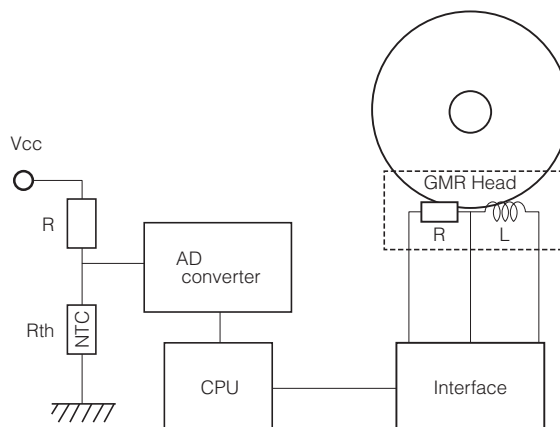 Vcc
R
Rth
NTC
AD
converter
CPU
GMR Head
R
L
Interface